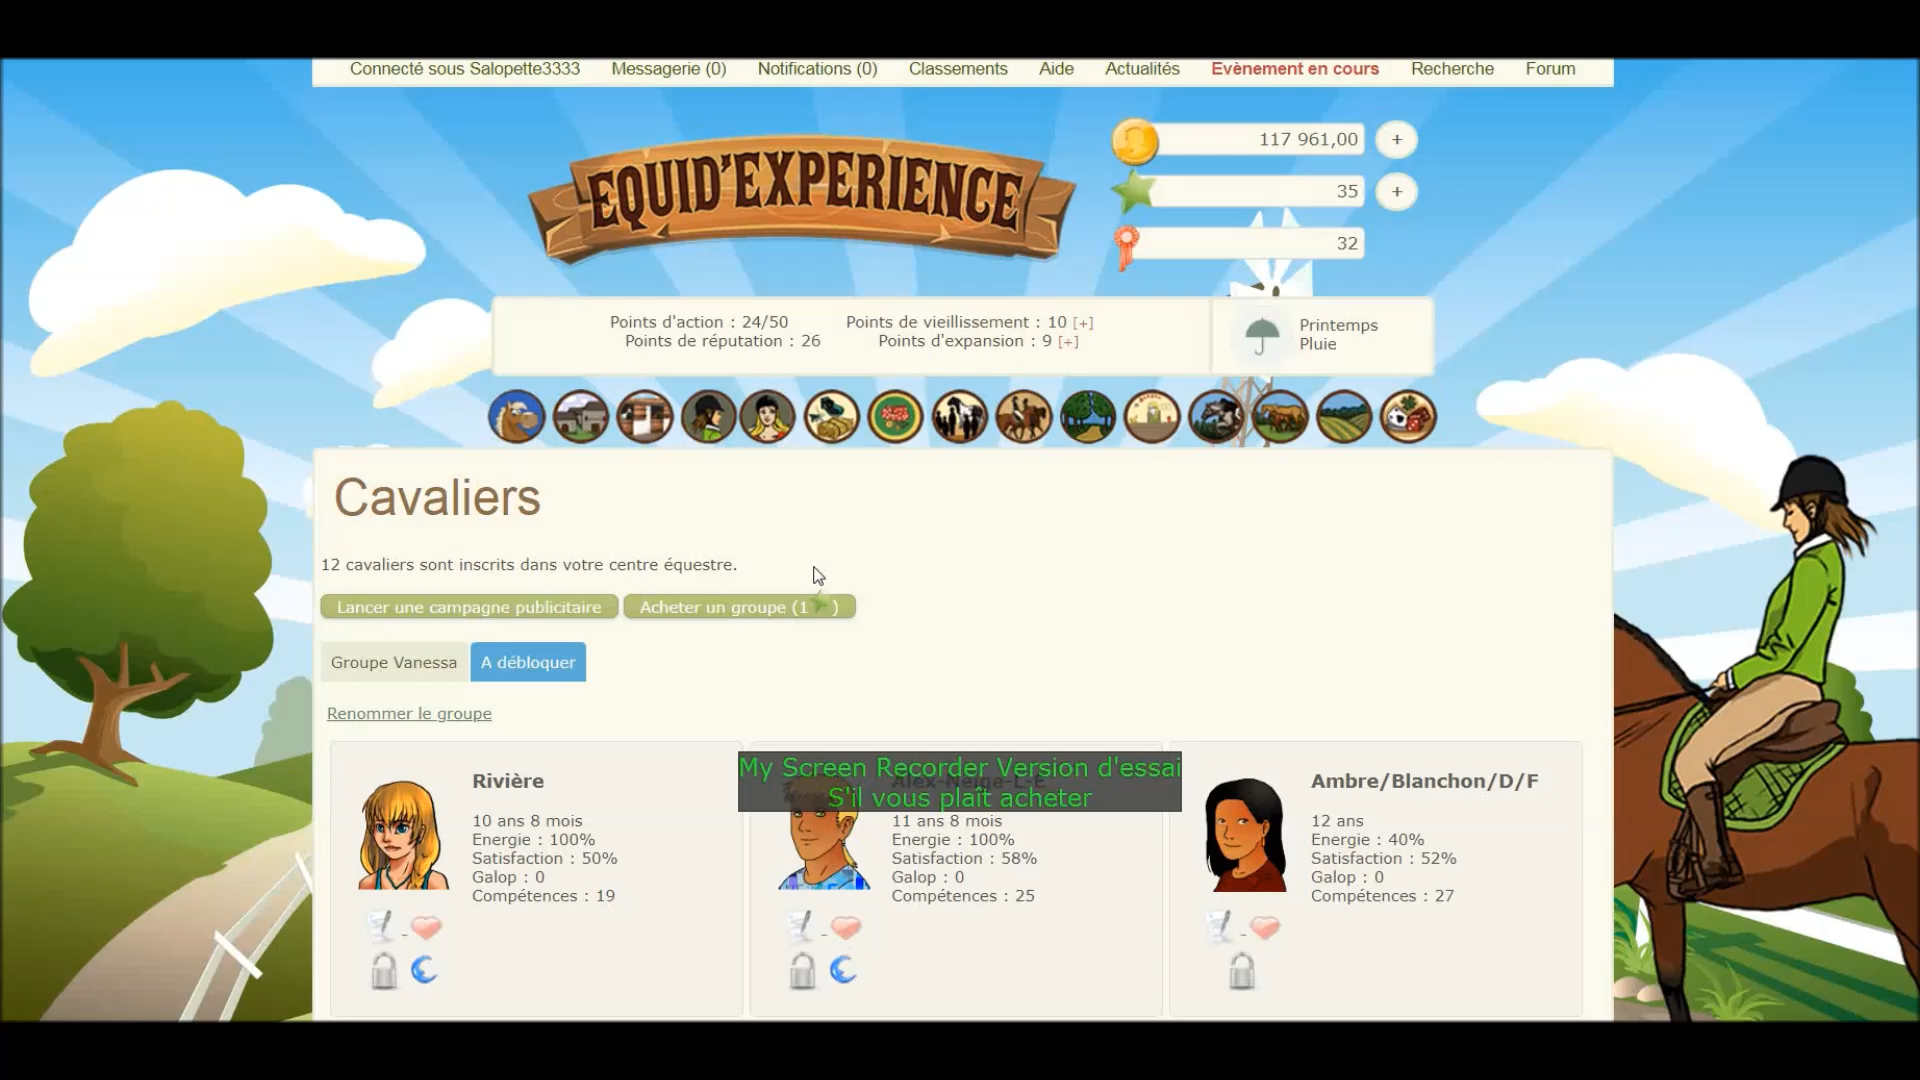 Connecté sous Salopette3333 Messagerie (0) Notifications (0) Classements Aide Actualités Evènement en cours Recherche Forum
EQUID'EXPERIENCE
117 961,00 +
35 +
32
Points d'action : 24/50 Points de vieillissement : 10 [+]
Points de réputation : 26 Points d'expansion : 9 [+]
Printemps
Pluie
Cavaliers
12 cavaliers sont inscrits dans votre centre équestre.
Lancer une campagne publicitaire Acheter un groupe (1 )
Groupe Vanessa A débloquer
Renommer le groupe
Rivière
10 ans 8 mois
Energie : 100%
Satisfaction : 50%
Galop : 0
Compétences : 19
My Screen Recorder Version d'essai
S'il vous plaît acheter
Alex-Neige-L-E
11 ans 8 mois
Energie : 100%
Satisfaction : 58%
Galop : 0
Compétences : 25
Ambre/Blanchon/D/F
12 ans
Energie : 40%
Satisfaction : 52%
Galop : 0
Compétences : 27